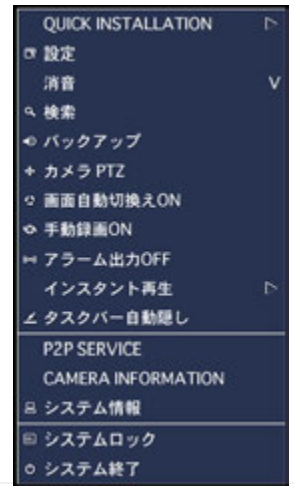 QUICK INSTALLATION
設定
消音 V
検索
バックアップ
カメラ PTZ
画面自動切換えON
手動録画ON
アラーム出力OFF
インスタント再生
タスクバー自動隠し
P2P SERVICE
CAMERA INFORMATION
システム情報
システムロック
システム終了